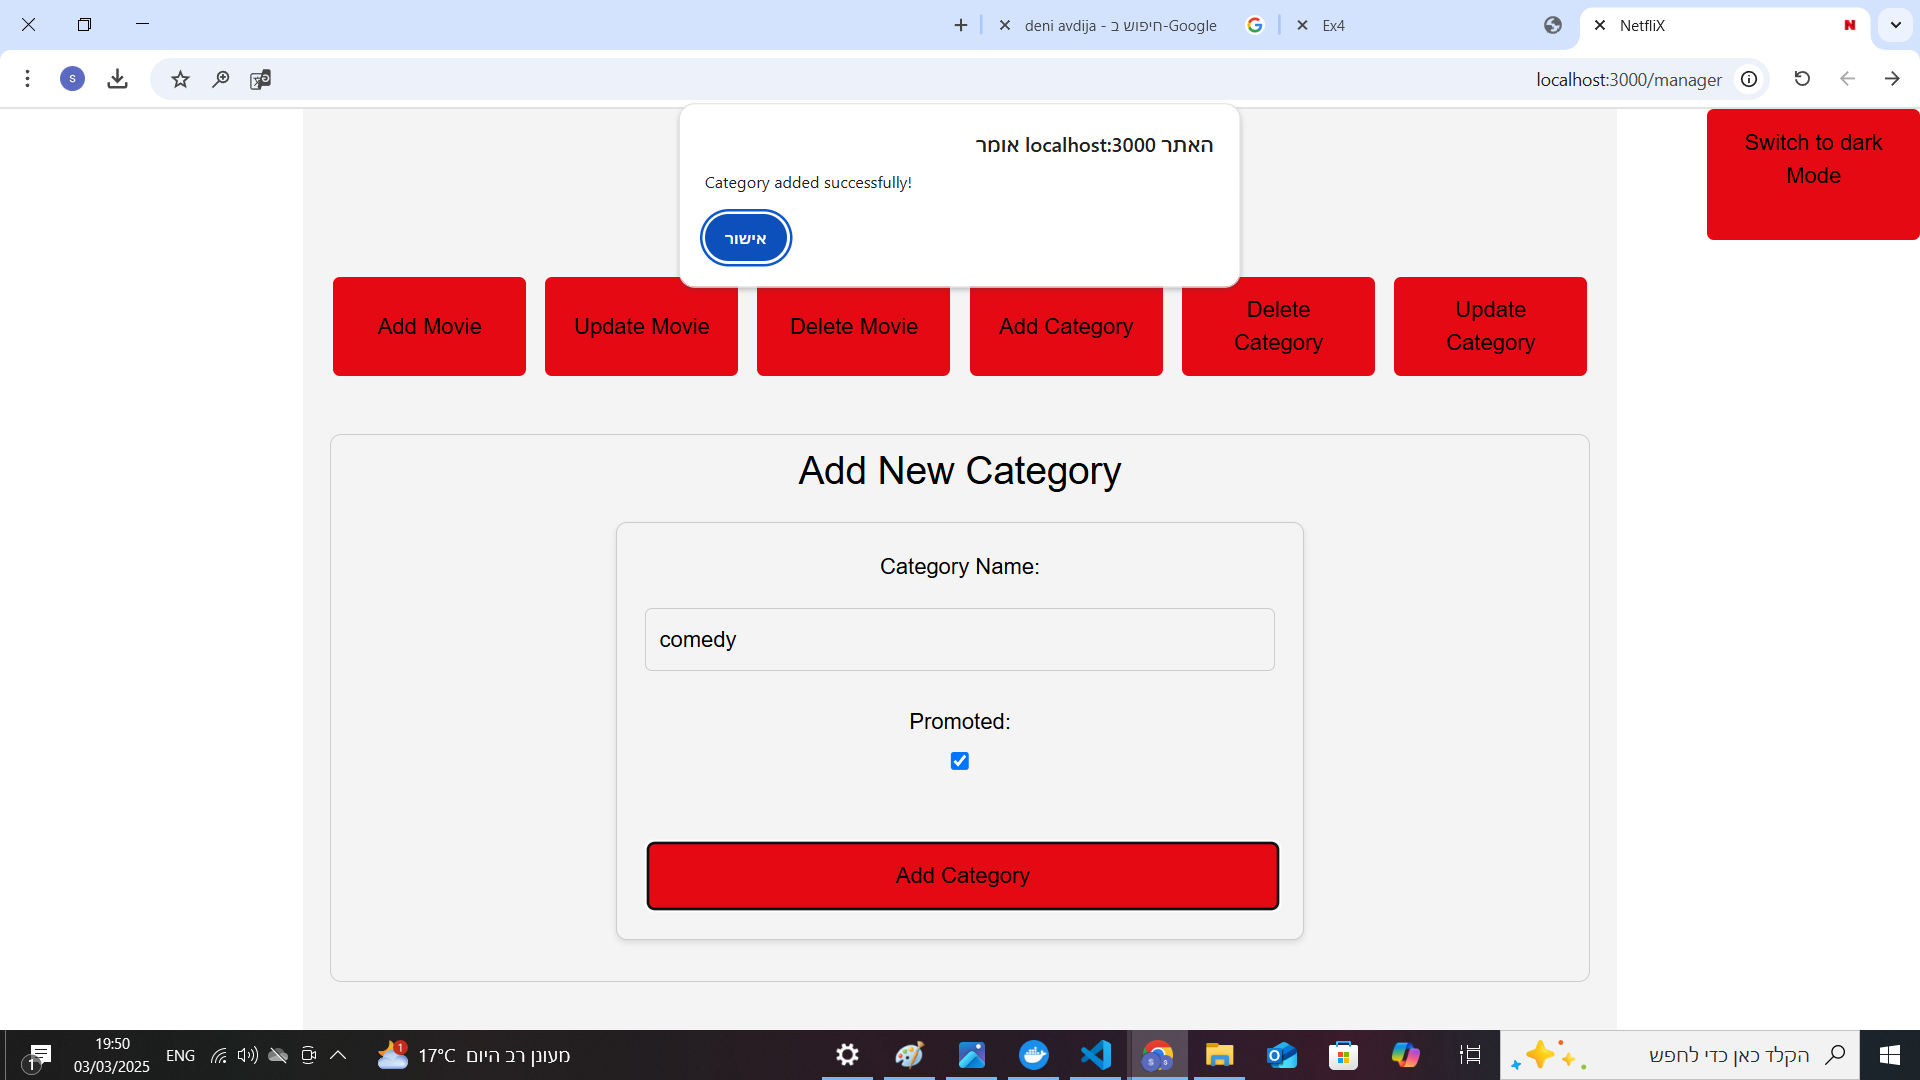 deni avdija - חיפוש ב-Google
Ex4
NetfliX
localhost:3000/manager
S
האתר localhost:3000 אומר
Category added successfully!
אישור
Switch to dark
Mode
Add Movie
Update Movie
Delete Movie
Add Category
Delete
Category
Update
Category
Add New Category
Category Name:
comedy
Promoted:
Add Category
1
19:50
03/03/2025
ENG
1
17°C מעונן רב היום
הקלד כאן כדי לחפש